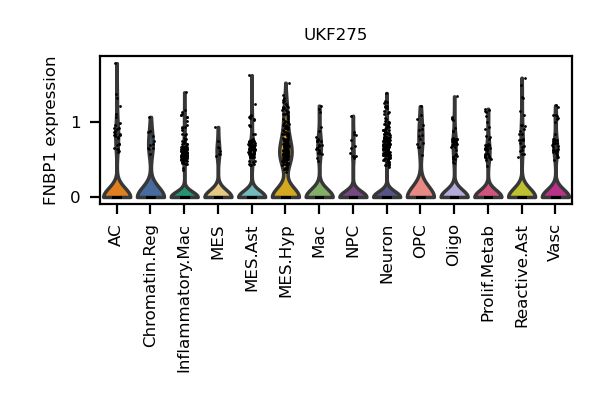 UKF275
FNBP1 expression
1
0
AC
Chromatin.Reg
Inflammatory.Mac
MES
MES.Ast
MES.Hyp
Mac
NPC
Neuron
OPC
Oligo
Prolif.Metab
Reactive.Ast
Vasc